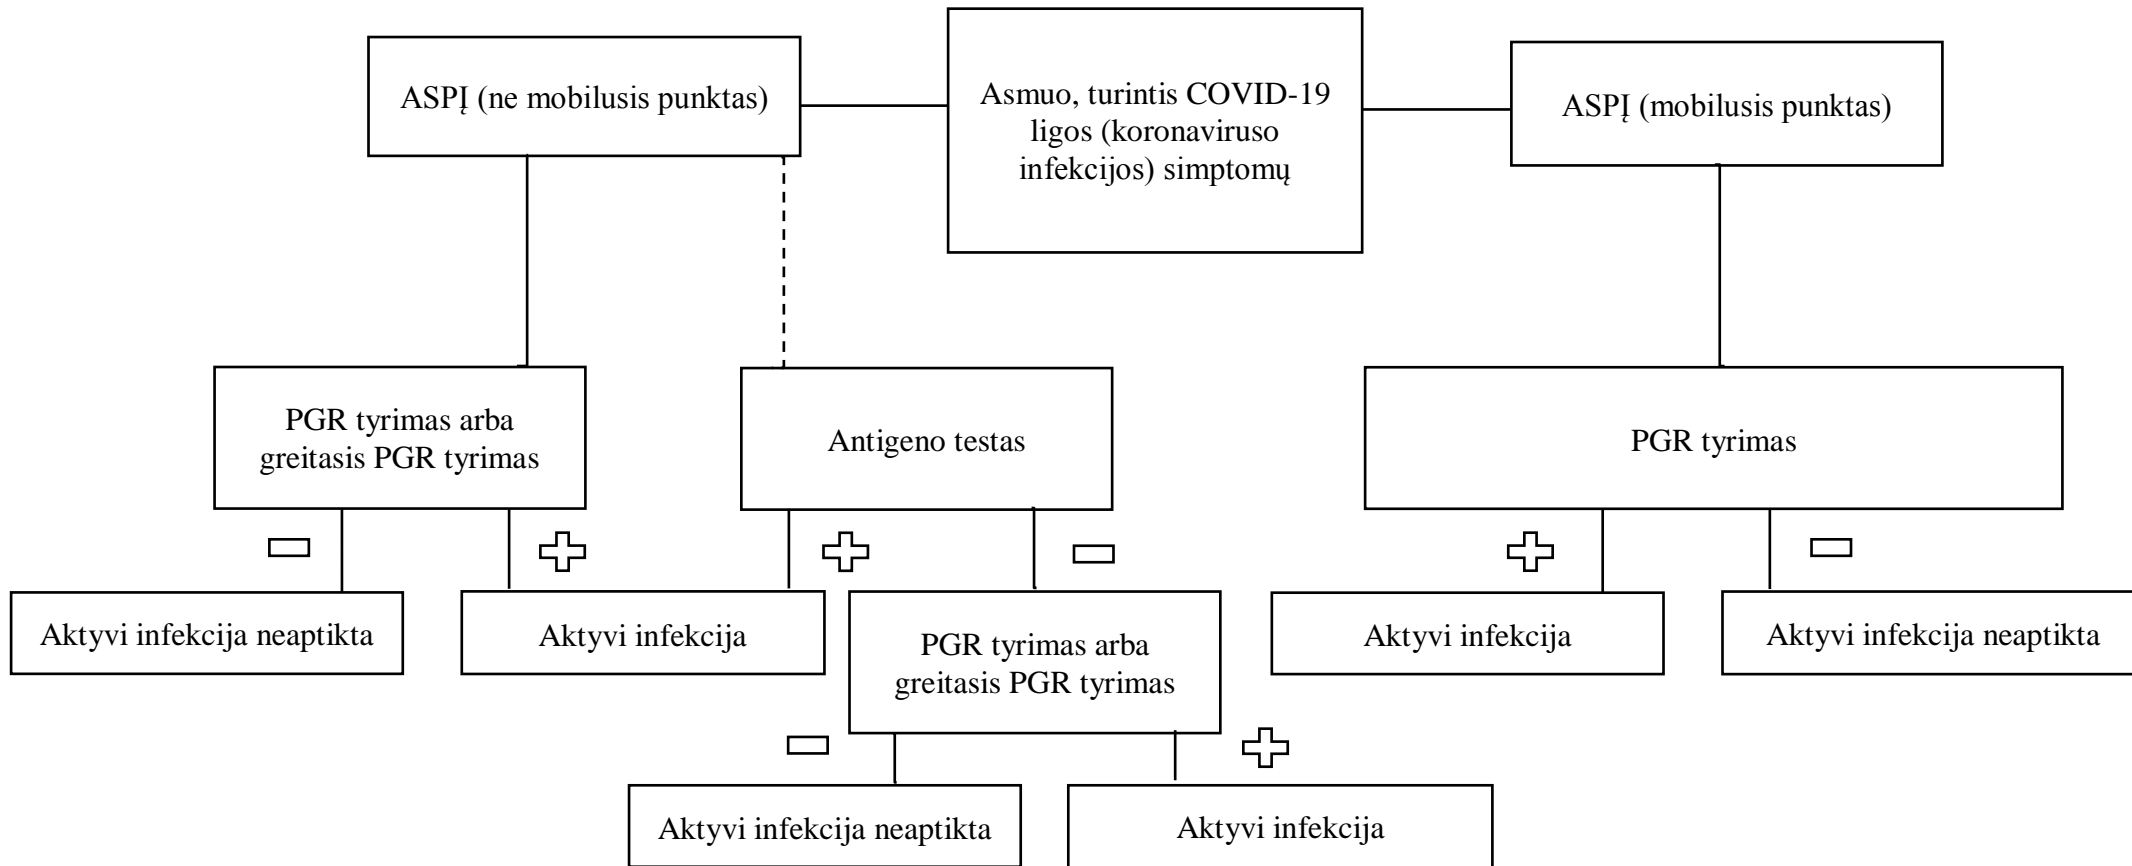 ASPĮ (ne mobilusis punktas)
Asmuo, turintis COVID-19
ligos (koronaviruso
infekcijos) simptomų
ASPĮ (mobilusis punktas)
PGR tyrimas arba
greitasis PGR tyrimas
Antigeno testas
PGR tyrimas
Aktyvi infekcija neaptikta
Aktyvi infekcija
PGR tyrimas arba
greitasis PGR tyrimas
Aktyvi infekcija
Aktyvi infekcija neaptikta
Aktyvi infekcija neaptikta
Aktyvi infekcija